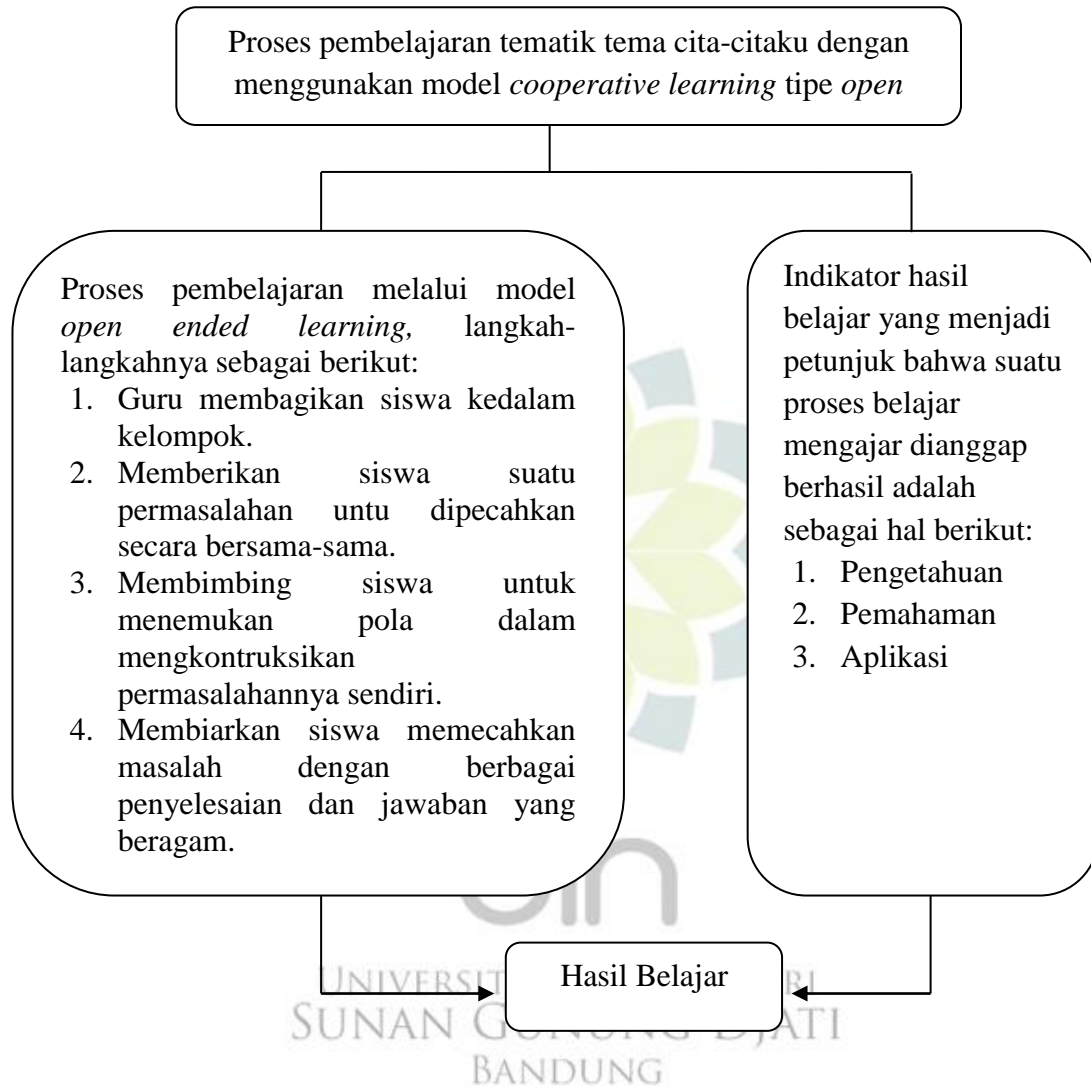 Proses pembelajaran tematik tema cita-citaku dengan
menggunakan model cooperative learning tipe open
Proses pembelajaran melalui model
open ended learning, langkah-
langkahnya sebagai berikut:
1. Guru membagikan siswa kedalam
kelompok.
2. Memberikan siswa suatu
permasalahan untu dipecahkan
secara bersama-sama.
3. Membimbing siswa untuk
menemukan pola dalam
mengkontruksikan
permasalahannya sendiri.
4. Membiarkan siswa memecahkan
masalah dengan berbagai
penyelesaian dan jawaban yang
beragam.
Indikator hasil
belajar yang menjadi
petunjuk bahwa suatu
proses belajar
mengajar dianggap
berhasil adalah
sebagai hal berikut:
1. Pengetahuan
2. Pemahaman
3. Aplikasi
Hasil Belajar
SUNAN GUNUNG DJATI
BANDUNG